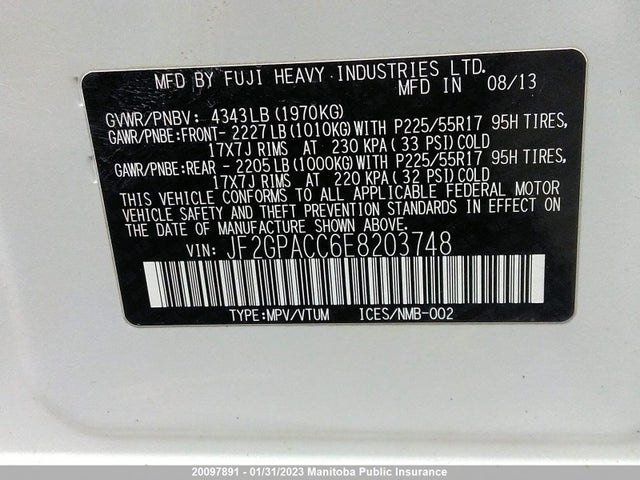 MFD BY FUJI HEAVY INDUSTRIES LTD.
MFD IN 08/13
GVWR/PNBV: 4343LB (1970KG)
GAWR/PNBE:FRONT- 2227LB (1010KG) WITH P225/55R17 95H TIRES,
17X7J RIMS AT 230 KPA (33 PSI) COLD
GAWR/PNBE:REAR - 2205LB (1000KG) WITH P225/55R17 95H TIRES,
17X7J RIMS AT 220 KPA (32 PSI) COLD
THIS VEHICLE CONFORMS TO ALL APPLICABLE FEDERAL MOTOR
VEHICLE SAFETY AND THEFT PREVENTION STANDARDS IN EFFECT ON
THE DATE OF MANUFACTURE SHOWN ABOVE.
VIN: JF2GPACC6E8203748
TYPE:MPV/VTUM ICES/NMB-002
20097891 - 01/31/2023 Manitoba Public Insurance